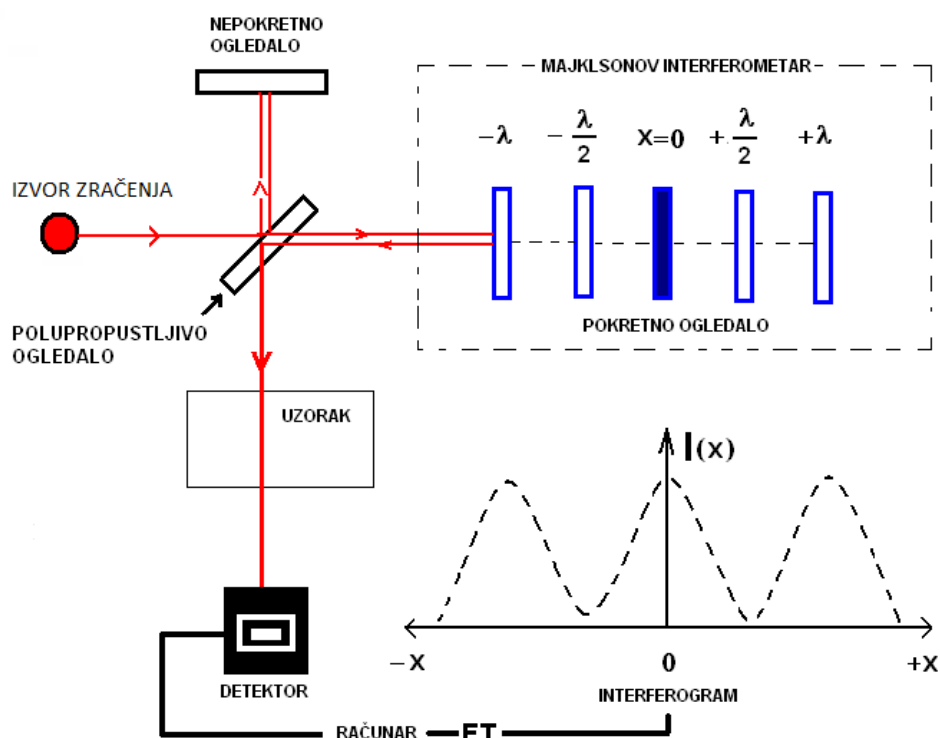 NEPOKRETNO
OGLEDALO
MAJKLSONOV INTERFEROMETAR
−λ −λ/2 X=0 +λ/2 +λ
IZVOR ZRAČENJA
POKRETNO OGLEDALO
POLUPROPUSTLJIVO
OGLEDALO
UZORAK
I(x)
−X 0 +X
DETEKTOR
INTERFEROGRAM
RAČUNAR FT